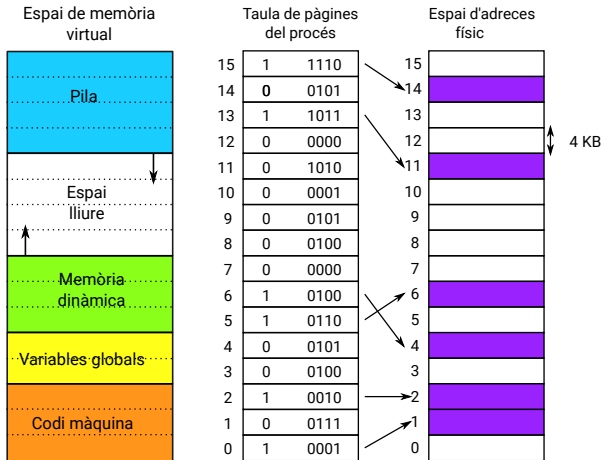 Espai de memòria
virtual
Pila
Espai
lliure
Memòria
dinàmica
Variables globals
Codi màquina
Taula de pàgines
del procés
15 1 1110
14 0 0101
13 1 1011
12 0 0000
11 0 1010
10 0 0001
9 0 0101
8 0 0100
7 0 0000
6 1 0100
5 1 0110
4 0 0101
3 0 0100
2 1 0010
1 0 0111
0 1 0001
Espai d'adreces
físic
15
14
13
12
11
10
9
8
7
6
5
4
3
2
1
0
4 KB